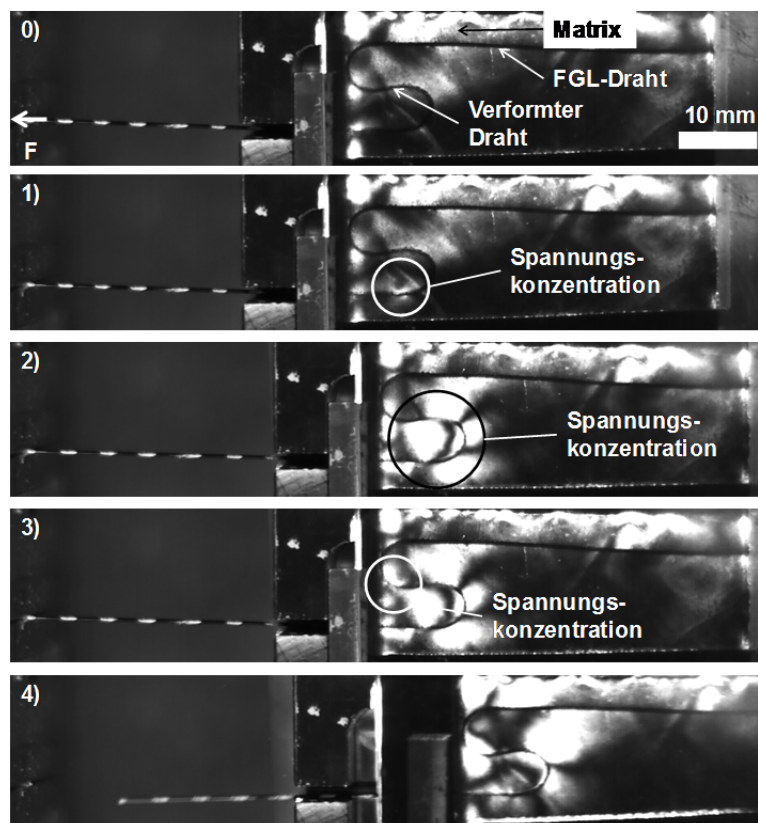 0)
Matrix
FGL-Draht
Verformter
Draht
10 mm
F
1)
Spannungs-
konzentration
2)
Spannungs-
konzentration
3)
Spannungs-
konzentration
4)